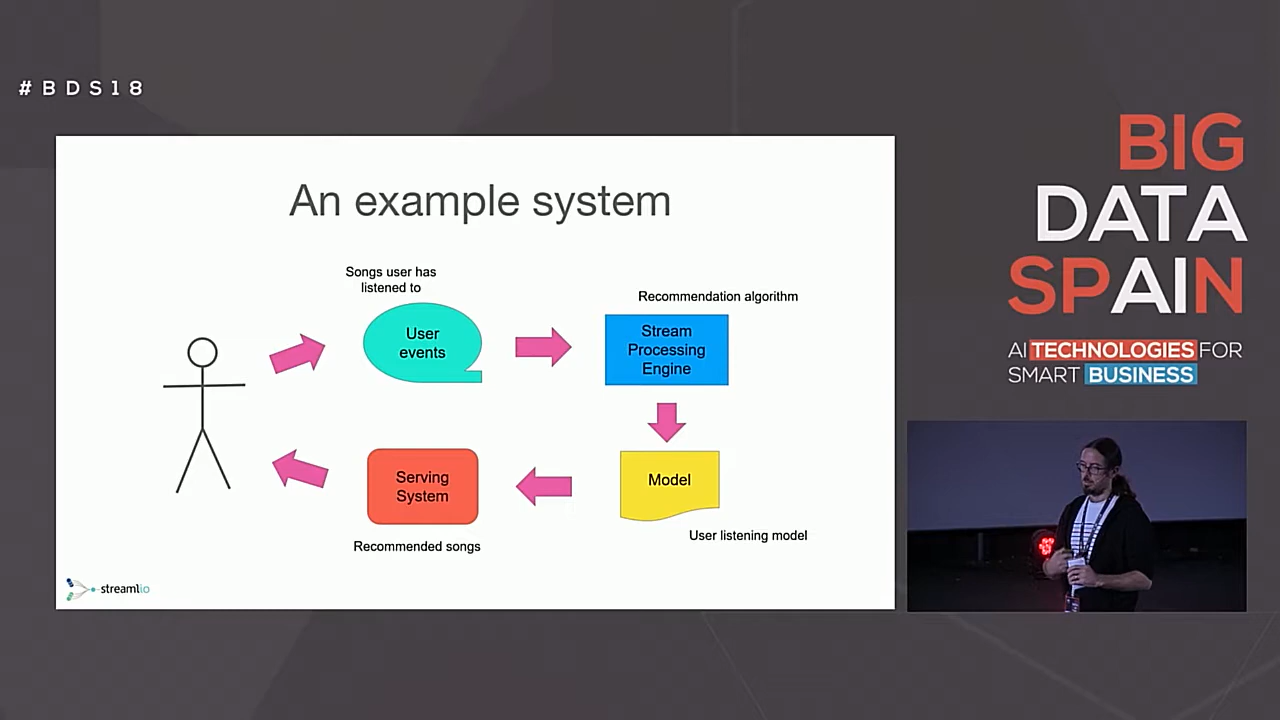 #BDS18
BIG
DATA
SPAIN
AI TECHNOLOGIES FOR
SMART BUSINESS
An example system
Songs user has
listened to
User
events
Recommendation algorithm
Stream
Processing
Engine
Serving
System
Recommended songs
Model
User listening model
streamlio